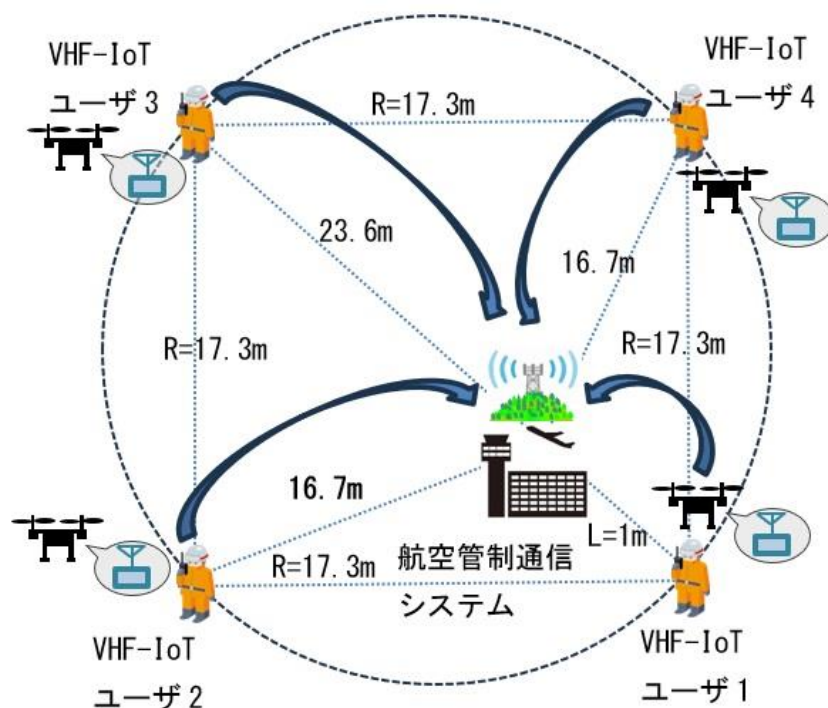 VHF-IoT
ユーザ3
VHF-IoT
ユーザ4
R=17.3m
23.6m
16.7m
R=17.3m
R=17.3m
16.7m
L=1m
R=17.3m
航空管制通信
システム
VHF-IoT
ユーザ2
VHF-IoT
ユーザ1